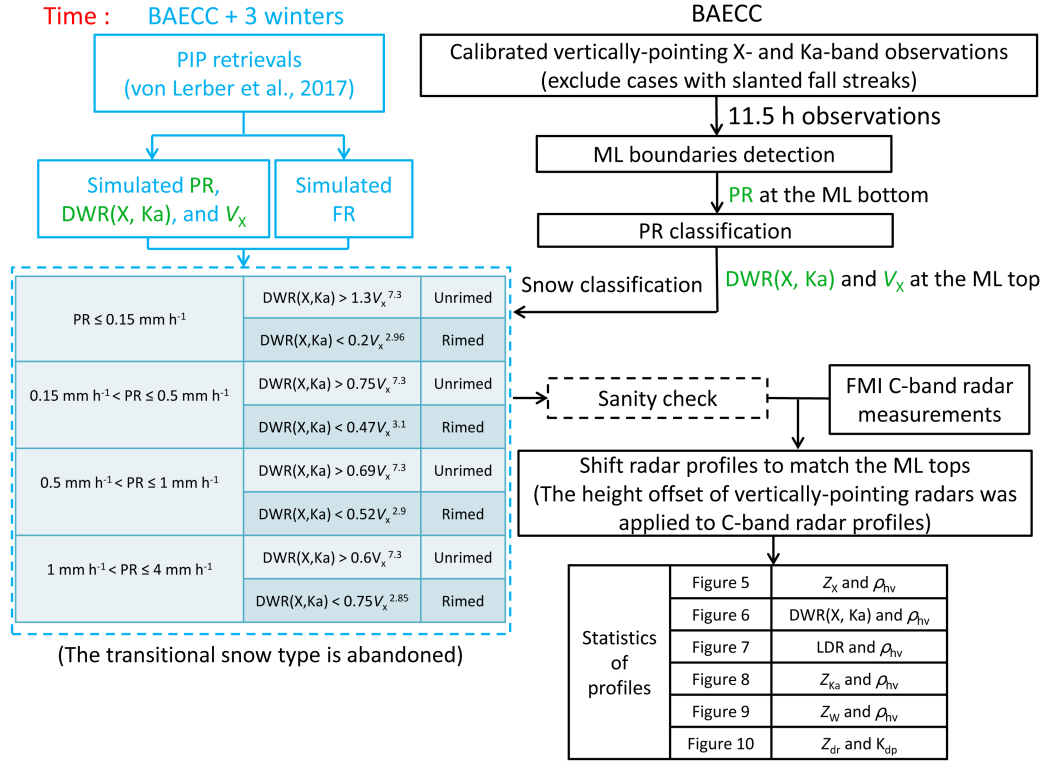 Time : BAECC + 3 winters
PIP retrievals
(von Lerber et al., 2017)
Simulated PR,
DWR(X, Ka), and Vₓ
Simulated
FR
PR ≤ 0.15 mm h⁻¹
DWR(X,Ka) > 1.3Vₓ^7.3 Unrimed
DWR(X,Ka) < 0.2Vₓ^2.96 Rimed
0.15 mm h⁻¹ < PR ≤ 0.5 mm h⁻¹
DWR(X,Ka) > 0.75Vₓ^7.3 Unrimed
DWR(X,Ka) < 0.47Vₓ^3.1 Rimed
0.5 mm h⁻¹ < PR ≤ 1 mm h⁻¹
DWR(X,Ka) > 0.69Vₓ^7.3 Unrimed
DWR(X,Ka) < 0.52Vₓ^2.9 Rimed
1 mm h⁻¹ < PR ≤ 4 mm h⁻¹
DWR(X,Ka) > 0.6Vₓ^7.3 Unrimed
DWR(X,Ka) < 0.75Vₓ^2.85 Rimed
(The transitional snow type is abandoned)
BAECC
Calibrated vertically-pointing X- and Ka-band observations
(exclude cases with slanted fall streaks)
11.5 h observations
ML boundaries detection
PR at the ML bottom
PR classification
Snow classification
DWR(X, Ka) and Vₓ at the ML top
Sanity check
FMI C-band radar
measurements
Shift radar profiles to match the ML tops
(The height offset of vertically-pointing radars was
applied to C-band radar profiles)
Statistics
of
profiles
Figure 5 Z_X and ρ_hv
Figure 6 DWR(X, Ka) and ρ_hv
Figure 7 LDR and ρ_hv
Figure 8 Z_Ka and ρ_hv
Figure 9 Z_W and ρ_hv
Figure 10 Z_dr and K_dp